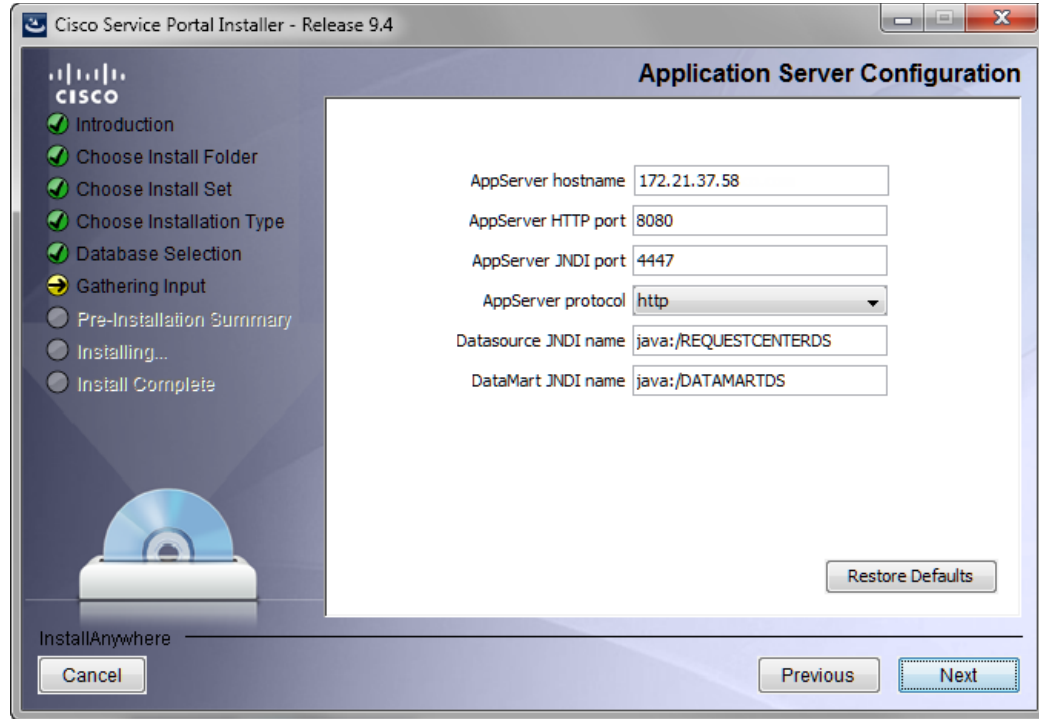 Cisco Service Portal Installer - Release 9.4
CISCO
Application Server Configuration
Introduction
Choose Install Folder
Choose Install Set
Choose Installation Type
Database Selection
Gathering Input
Pre-Installation Summary
Installing...
Install Complete
AppServer hostname 172.21.37.58
AppServer HTTP port 8080
AppServer JNDI port 4447
AppServer protocol http
Datasource JNDI name java:/REQUESTCENTERDS
DataMart JNDI name java:/DATAMARTDS
Restore Defaults
InstallAnywhere
Cancel
Previous
Next